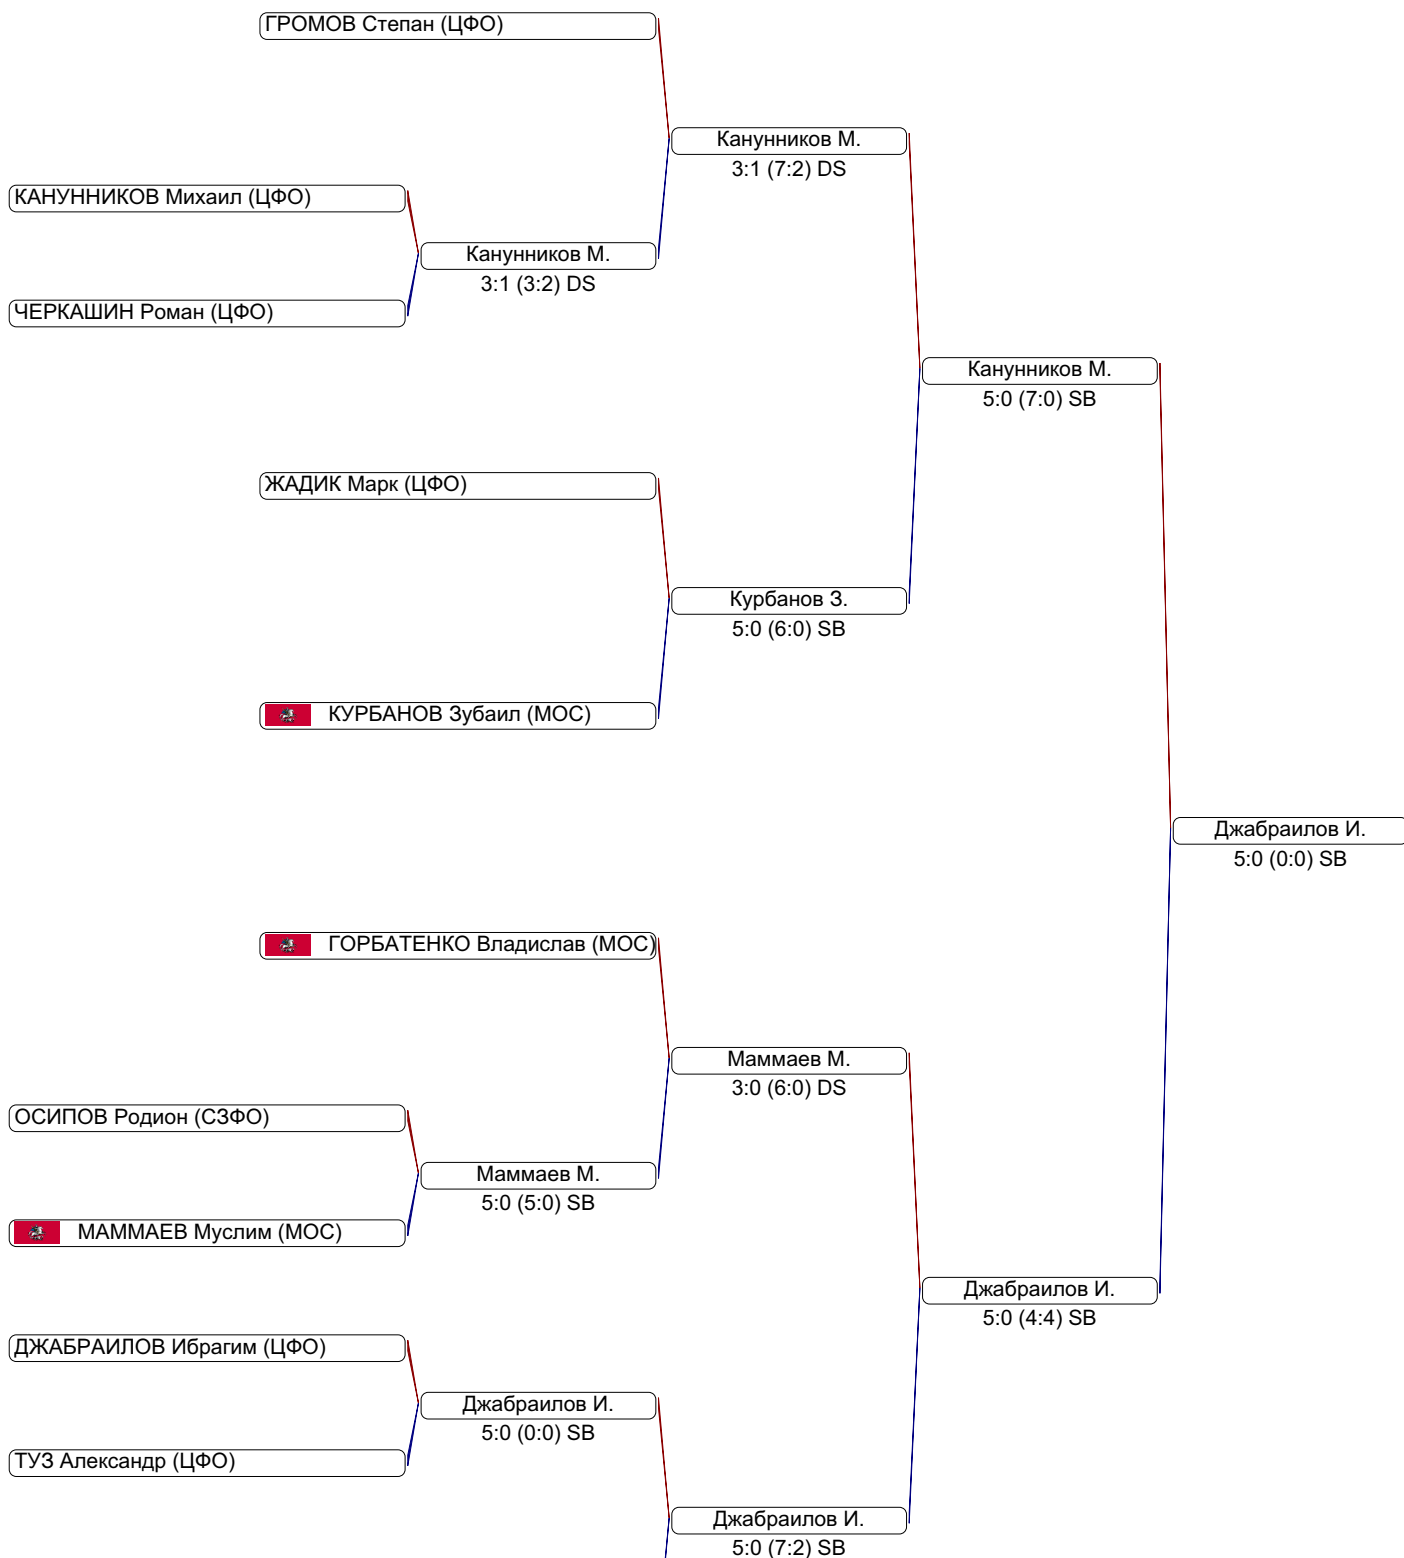 ГРОМОВ Степан (ЦФО)
Канунников М.
3:1 (7:2) DS
КАНУННИКОВ Михаил (ЦФО)
Канунников М.
3:1 (3:2) DS
ЧЕРКАШИН Роман (ЦФО)
Канунников М.
5:0 (7:0) SB
ЖАДИК Марк (ЦФО)
Курбанов З.
5:0 (6:0) SB
КУРБАНОВ Зубаил (МОС)
Джабраилов И.
5:0 (0:0) SB
ГОРБАТЕНКО Владислав (МОС)
Маммаев М.
3:0 (6:0) DS
ОСИПОВ Родион (СЗФО)
Маммаев М.
5:0 (5:0) SB
МАММАЕВ Муслим (МОС)
Джабраилов И.
5:0 (4:4) SB
ДЖАБРАИЛОВ Ибрагим (ЦФО)
Джабраилов И.
5:0 (0:0) SB
ТУЗ Александр (ЦФО)
Джабраилов И.
5:0 (7:2) SB